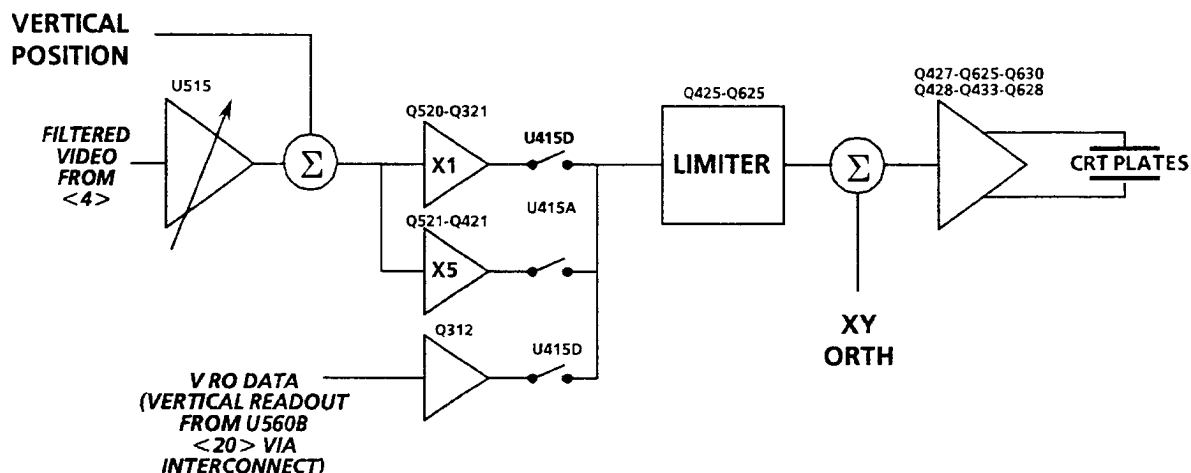 VERTICAL
POSITION
U515
FILTERED
VIDEO
FROM
<4>
Σ
Q520-Q321
X1
U415D
Q521-Q421
X5
U415A
Q312
U415D
V RO DATA
(VERTICAL READOUT
FROM U560B
<20> VIA
INTERCONNECT)
Q425-Q625
LIMITER
Σ
XY
ORTH
Q427-Q625-Q630
Q428-Q433-Q628
CRT PLATES